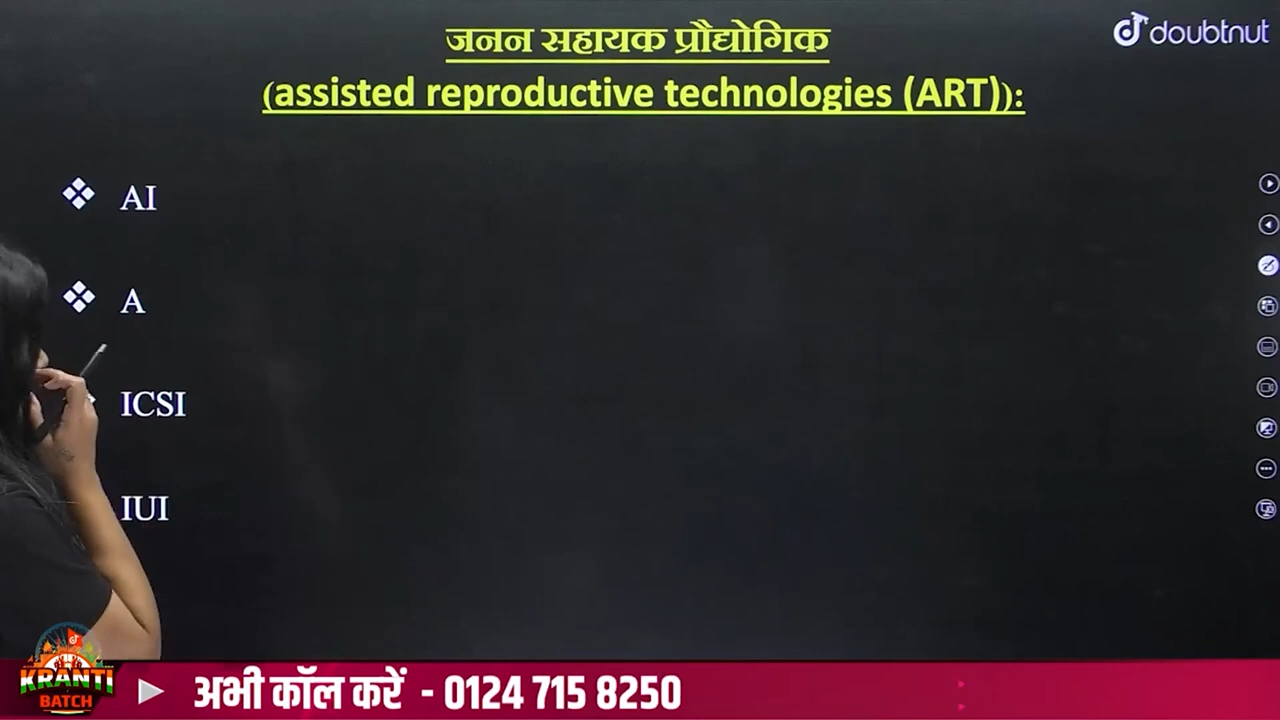 जनन सहायक प्रौद्योगिक
(assisted reproductive technologies (ART)):
doubtnut
AI
A
ICSI
IUI
KRANTI
BATCH
अभी कॉल करें - 0124 715 8250